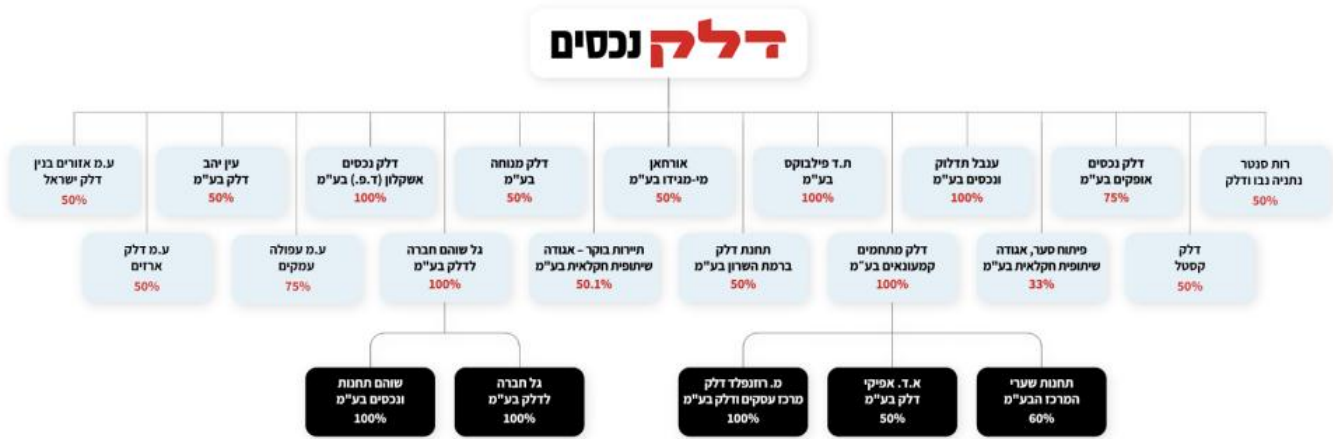 דלק נכסים
רות סנטר
נתניה נבו ודלק
50%
דלק נכסים
אופקים בע"מ
75%
ענבל תדלוק
ונכסים בע"מ
100%
ת.ד פילבוקס
בע"מ
100%
אורחאן
מי-מגידו בע"מ
50%
דלק מנוחה
בע"מ
50%
דלק נכסים
אשקלון (ד.פ.) בע"מ
100%
עין יהב
דלק בע"מ
50%
ע.מ אזורים בנין
דלק ישראל
50%
דלק
קסטל
50%
פיתוח סער, אגודה
שיתופית חקלאית בע"מ
33%
דלק מתחמים
קמעונאים בע"מ
100%
תחנת דלק
ברמת השרון בע"מ
50%
תיירות בוקר – אגודה
שיתופית חקלאית בע"מ
50.1%
גל שוהם חברה
לדלק בע"מ
100%
ע.מ עפולה
עמקים
75%
ע.מ דלק
ארזים
50%
תחנות שערי
המרכז הבע"מ
60%
א.ד. אפיקי
דלק בע"מ
50%
מ. רוזנפלד דלק
מרכז עסקים ודלק בע"מ
100%
גל חברה
לדלק בע"מ
100%
שוהם תחנות
ונכסים בע"מ
100%